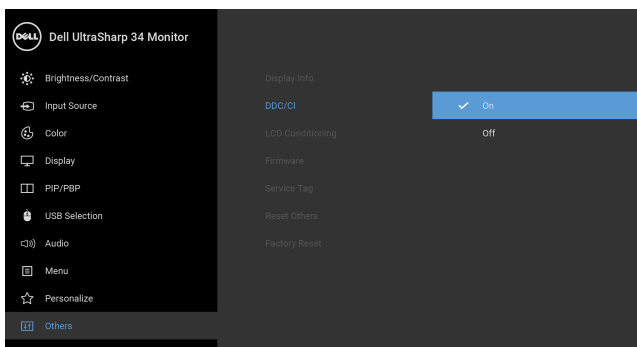 DELL Dell UltraSharp 34 Monitor
Brightness/Contrast
Input Source
Color
Display
PIP/PBP
USB Selection
Audio
Menu
Personalize
Others
Display Info
DDC/CI
LCD Conditioning
Firmware
Service Tag
Reset Others
Factory Reset
On
Off